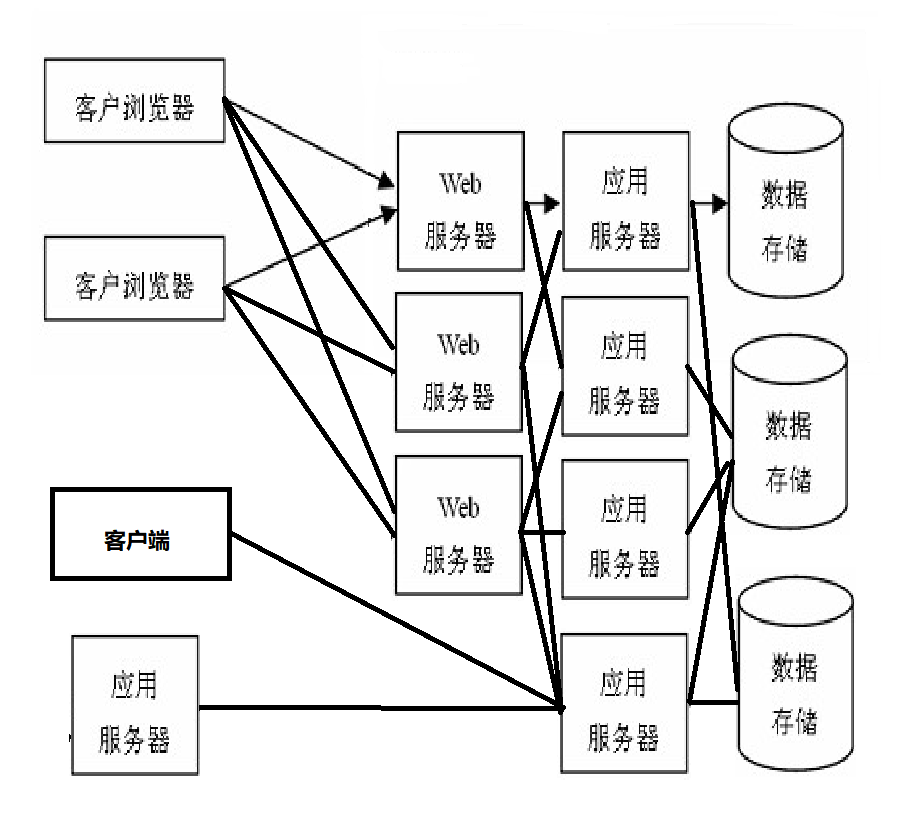 客户浏览器
客户浏览器
客户端
应用
服务器
Web
服务器
Web
服务器
Web
服务器
应用
服务器
应用
服务器
应用
服务器
应用
服务器
数据
存储
数据
存储
数据
存储